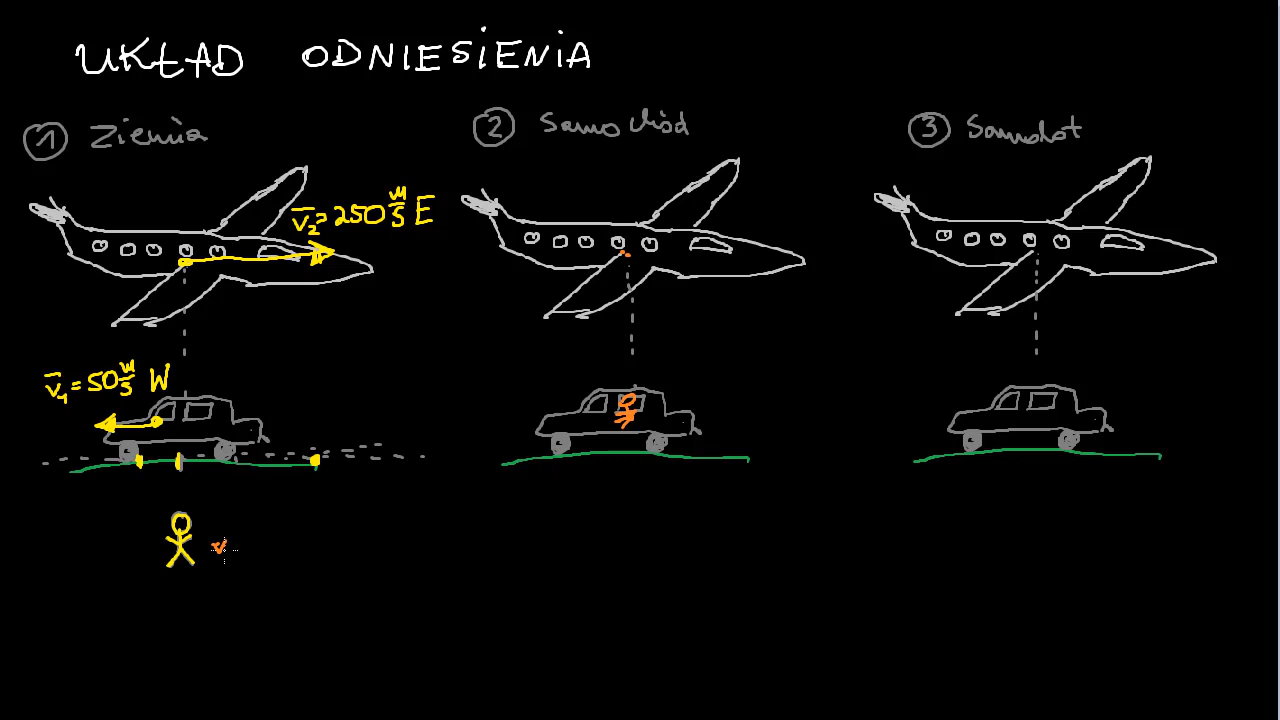 UKŁAD ODNIESIENIA
① Ziemia
② Samochód
③ Samolot
v₂ = 250 m/s E
v₁ = 50 m/s W
v